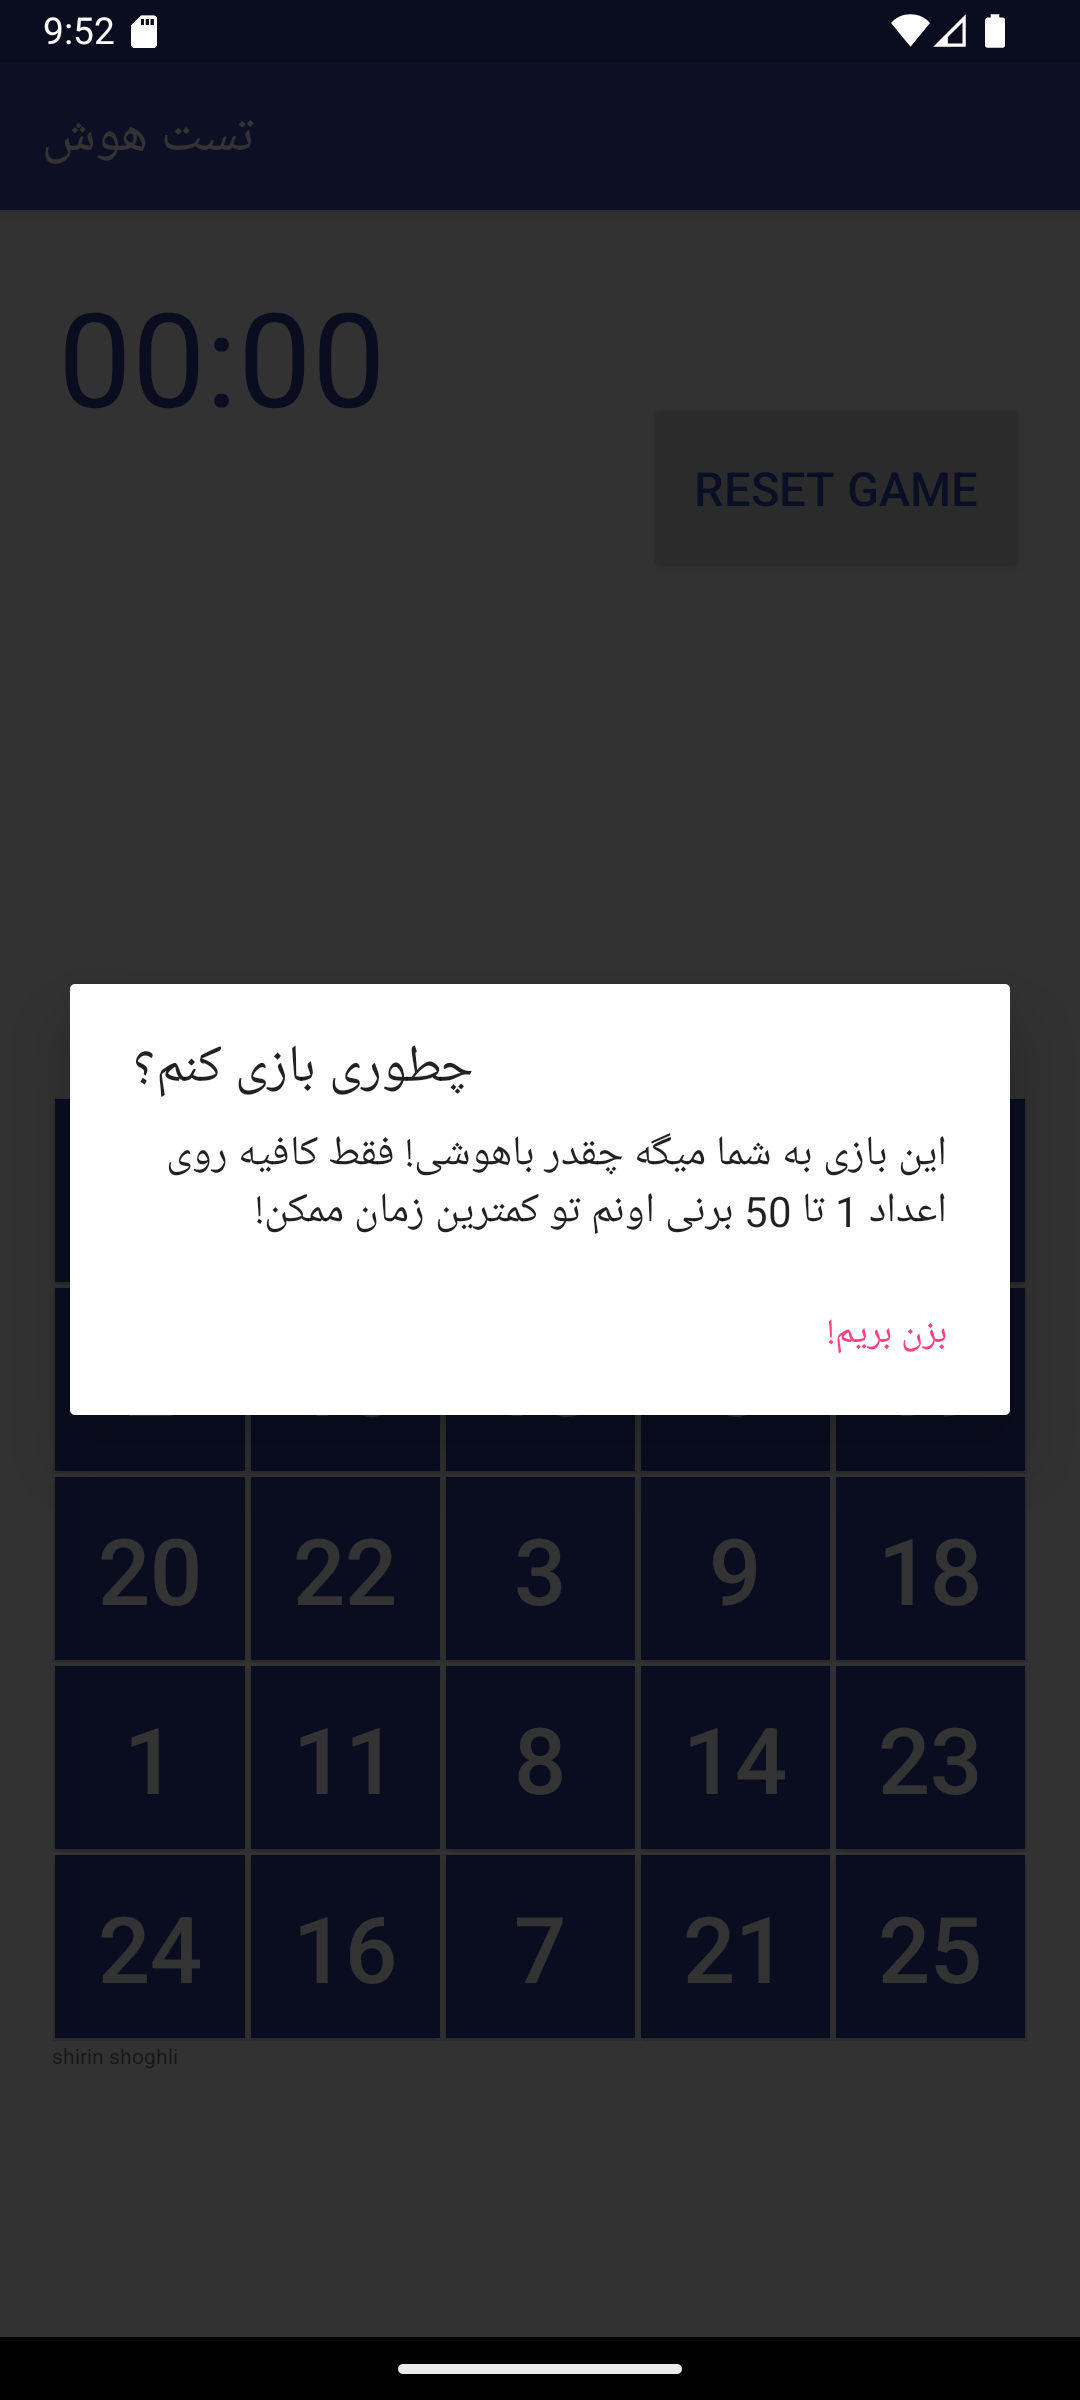 9:52
تست هوش
00:00
RESET GAME
چطوری بازی کنم؟
این بازی به شما میگه چقدر باهوشی! فقط کافیه روی
اعداد 1 تا 50 برنی اونم تو کمترین زمان ممکن!
بزن بریم!
20 22 3 9 18
1 11 8 14 23
24 16 7 21 25
shirin shoghli